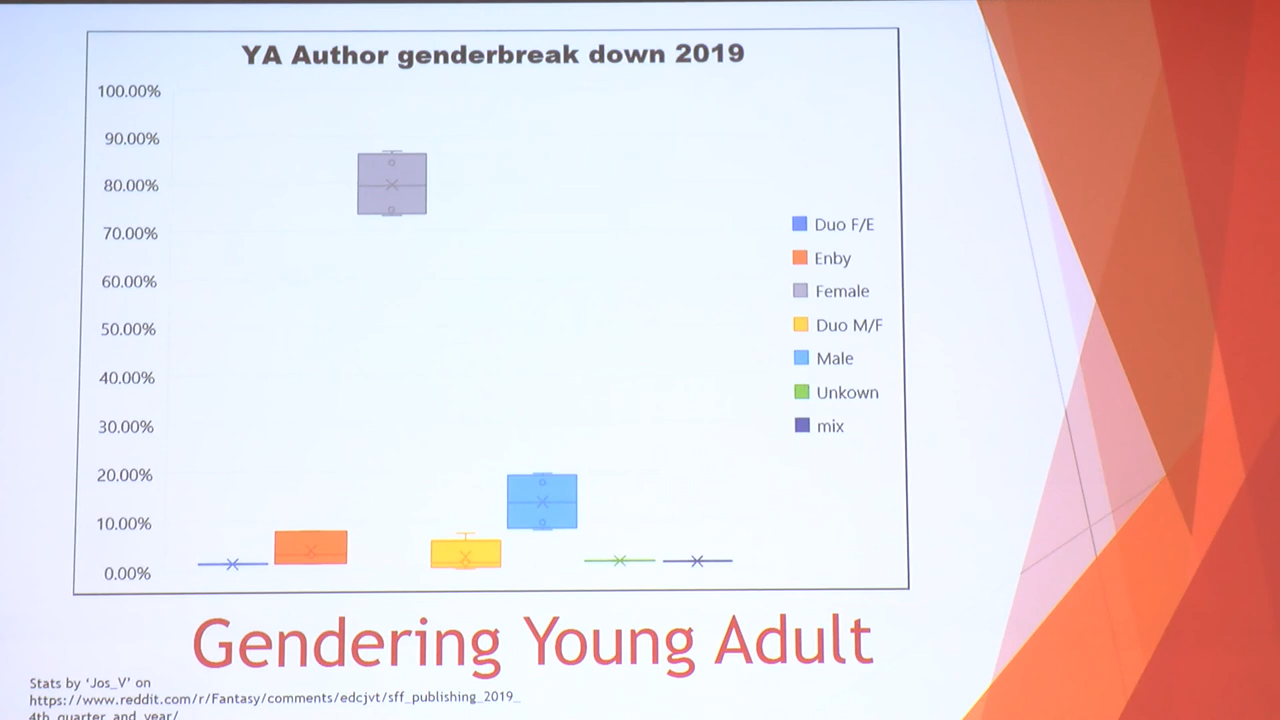 YA Author genderbreak down 2019
100.00%
90.00%
80.00%
70.00%
60.00%
50.00%
40.00%
30.00%
20.00%
10.00%
0.00%
Duo F/E
Enby
Female
Duo M/F
Male
Unkown
mix
Gendering Young Adult
Stats by ‘Jos_V’ on
https://www.reddit.com/r/Fantasy/comments/edcjvt/sff_publishing_2019_
4th_quarter_and_year/